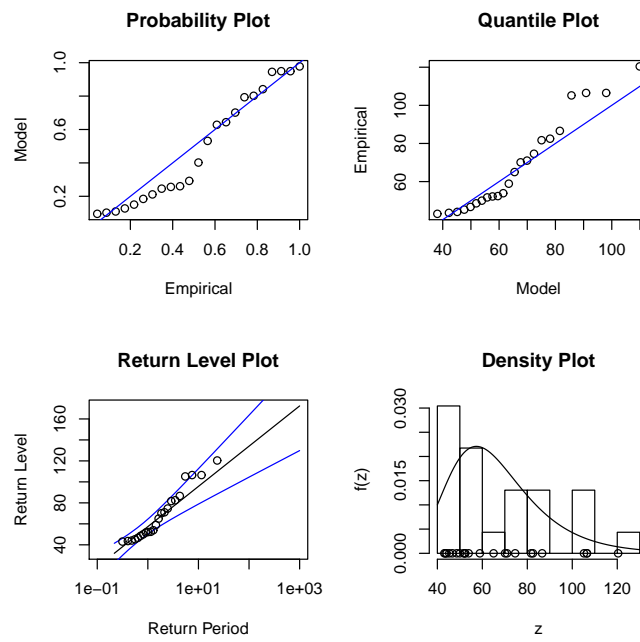 Probability Plot
Model
0.2 0.6 1.0
0.2 0.4 0.6 0.8 1.0
Empirical
Quantile Plot
Empirical
60 80 100
40 60 80 100
Model
Return Level Plot
Return Level
40 80 120 160
1e−01 1e+01 1e+03
Return Period
Density Plot
f(z)
0.000 0.015 0.030
40 60 80 100 120
z